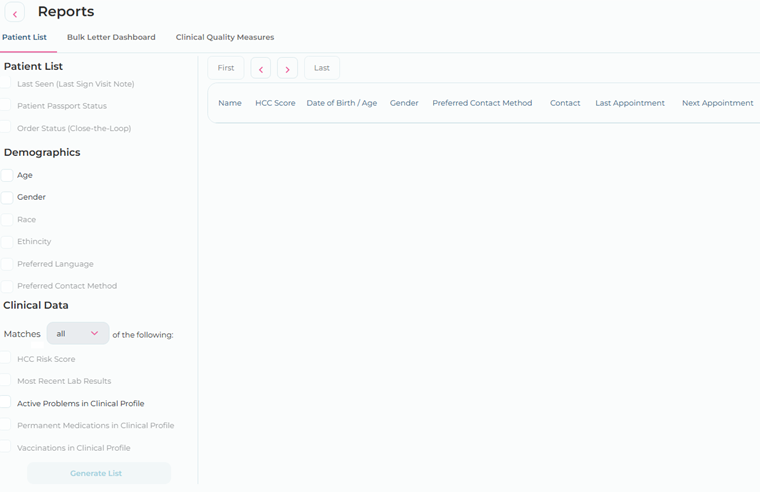 Reports
Patient List Bulk Letter Dashboard Clinical Quality Measures
Patient List
Last Seen (Last Sign Visit Note)
Patient Passport Status
Order Status (Close-the-Loop)
Demographics
Age
Gender
Race
Ethincity
Preferred Language
Preferred Contact Method
Clinical Data
Matches all of the following:
HCC Risk Score
Most Recent Lab Results
Active Problems in Clinical Profile
Permanent Medications in Clinical Profile
Vaccinations in Clinical Profile
Generate List
First Last
Name HCC Score Date of Birth / Age Gender Preferred Contact Method Contact Last Appointment Next Appointment